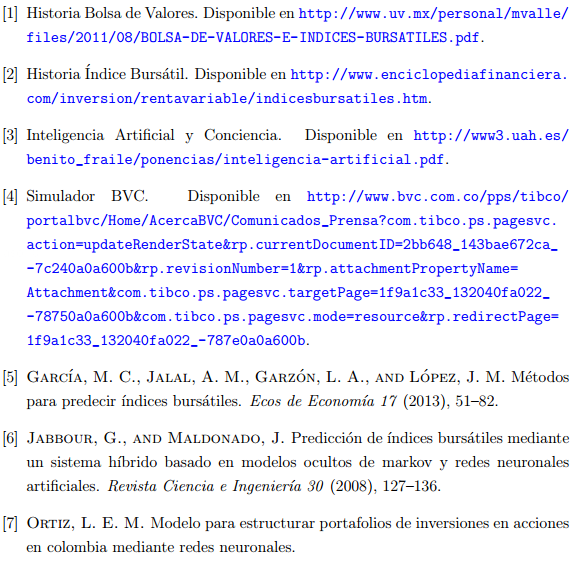 [1] Historia Bolsa de Valores. Disponible en http://www.uv.mx/personal/mvalle/
files/2011/08/BOLSA-DE-VALORES-E-INDICES-BURSATILES.pdf.
[2] Historia Índice Bursátil. Disponible en http://www.enciclopediafinanciera.
com/inversion/rentavariable/indicesbursatiles.htm.
[3] Inteligencia Artificial y Conciencia. Disponible en http://www3.uah.es/
benito_fraile/ponencias/inteligencia-artificial.pdf.
[4] Simulador BVC. Disponible en http://www.bvc.com.co/pps/tibco/
portalbvc/Home/AcercaBVC/Comunicados_Prensa?com.tibco.ps.pagesvc.
action=updateRenderState&rp.currentDocumentID=2bb648_143bae672ca_
-7c240a0a600b&rp.revisionNumber=1&rp.attachmentPropertyName=
Attachment&com.tibco.ps.pagesvc.targetPage=1f9a1c33_132040fa022_
-78750a0a600b&com.tibco.ps.pagesvc.mode=resource&rp.redirectPage=
1f9a1c33_132040fa022_-787e0a0a600b.
[5] García, M. C., Jalal, A. M., Garzón, L. A., and López, J. M. Métodos
para predecir índices bursátiles. Ecos de Economía 17 (2013), 51–82.
[6] Jabbour, G., and Maldonado, J. Predicción de índices bursátiles mediante
un sistema híbrido basado en modelos ocultos de markov y redes neuronales
artificiales. Revista Ciencia e Ingeniería 30 (2008), 127–136.
[7] Ortiz, L. E. M. Modelo para estructurar portafolios de inversiones en acciones
en colombia mediante redes neuronales.